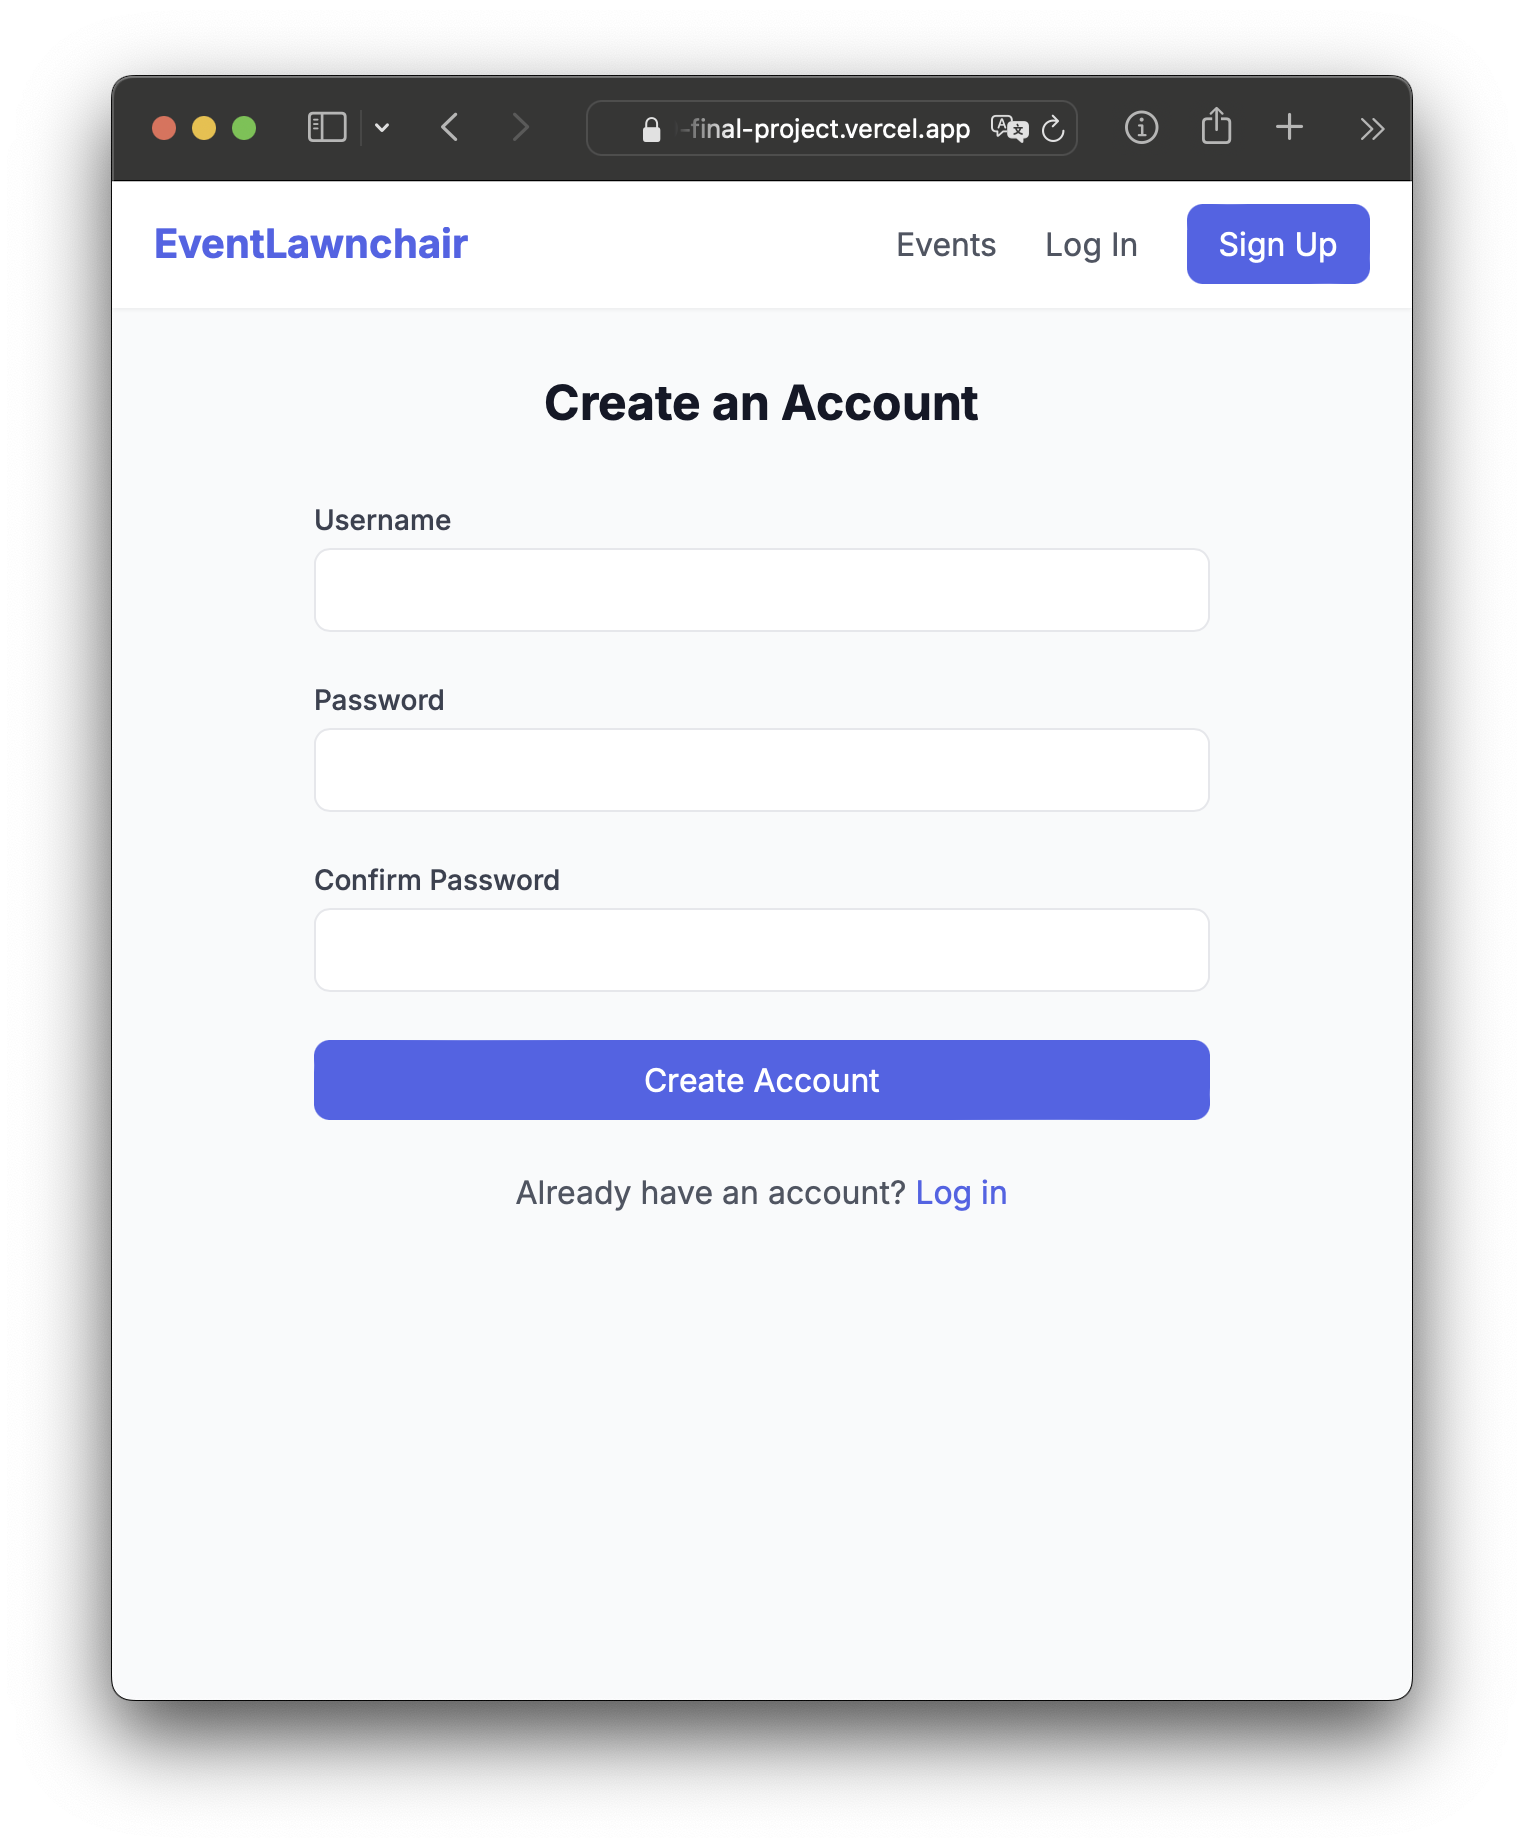 -final-project.vercel.app
EventLawnchair
Events
Log In
Sign Up
Create an Account
Username
Password
Confirm Password
Create Account
Already have an account? Log in